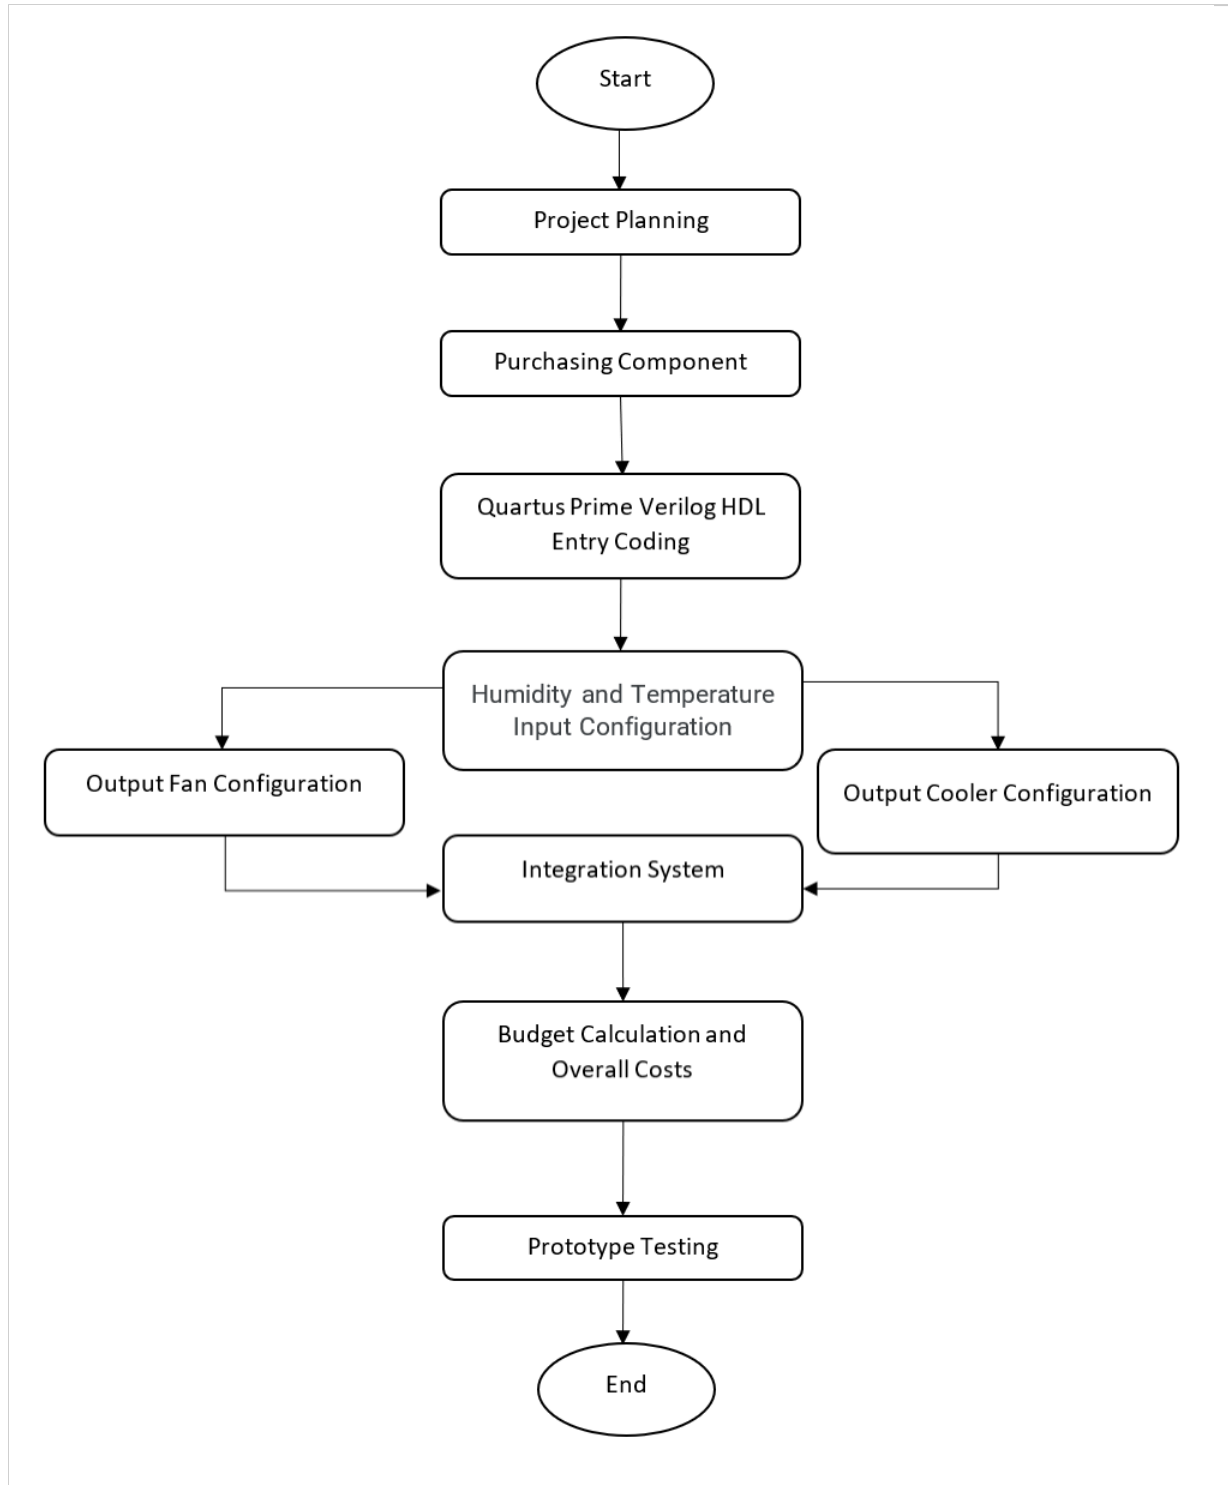 Start
Project Planning
Purchasing Component
Quartus Prime Verilog HDL
Entry Coding
Humidity and Temperature
Input Configuration
Output Fan Configuration
Output Cooler Configuration
Integration System
Budget Calculation and
Overall Costs
Prototype Testing
End